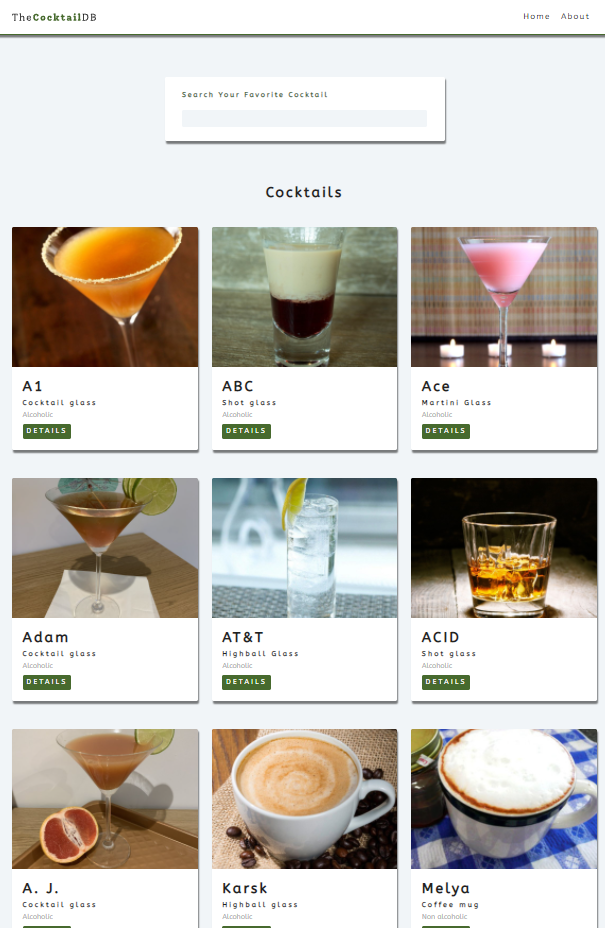 TheCocktailDB
Home About
Search Your Favorite Cocktail
Cocktails
A1
Cocktail glass
Alcoholic
DETAILS
ABC
Shot glass
Alcoholic
DETAILS
Ace
Martini Glass
Alcoholic
DETAILS
Adam
Cocktail glass
Alcoholic
DETAILS
AT&T
Highball Glass
Alcoholic
DETAILS
ACID
Shot glass
Alcoholic
DETAILS
A. J.
Cocktail glass
Alcoholic
Karsk
Highball glass
Alcoholic
Melya
Coffee mug
Non alcoholic